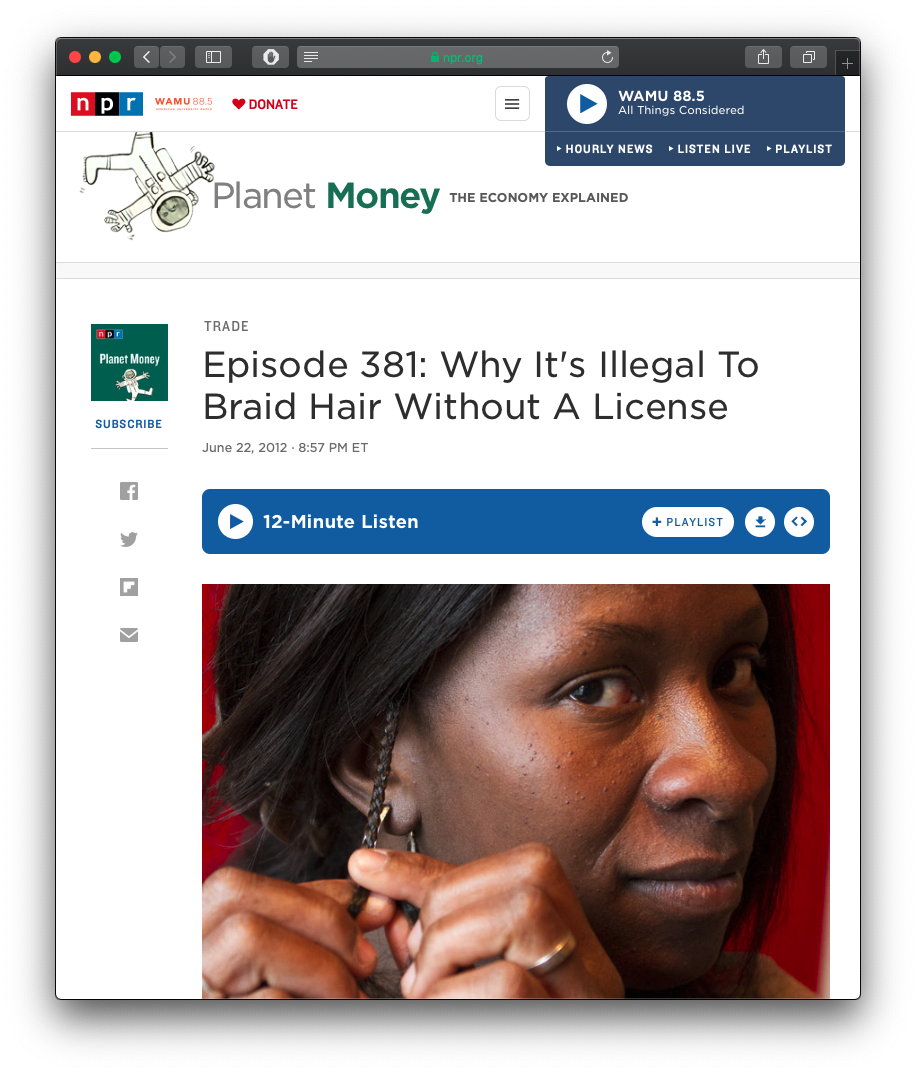 npr.org
npr WAMU 88.5 DONATE
WAMU 88.5
All Things Considered
HOURLY NEWS LISTEN LIVE PLAYLIST
Planet Money THE ECONOMY EXPLAINED
npr
Planet Money
SUBSCRIBE
TRADE
Episode 381: Why It's Illegal To
Braid Hair Without A License
June 22, 2012 · 8:57 PM ET
12-Minute Listen
+ PLAYLIST